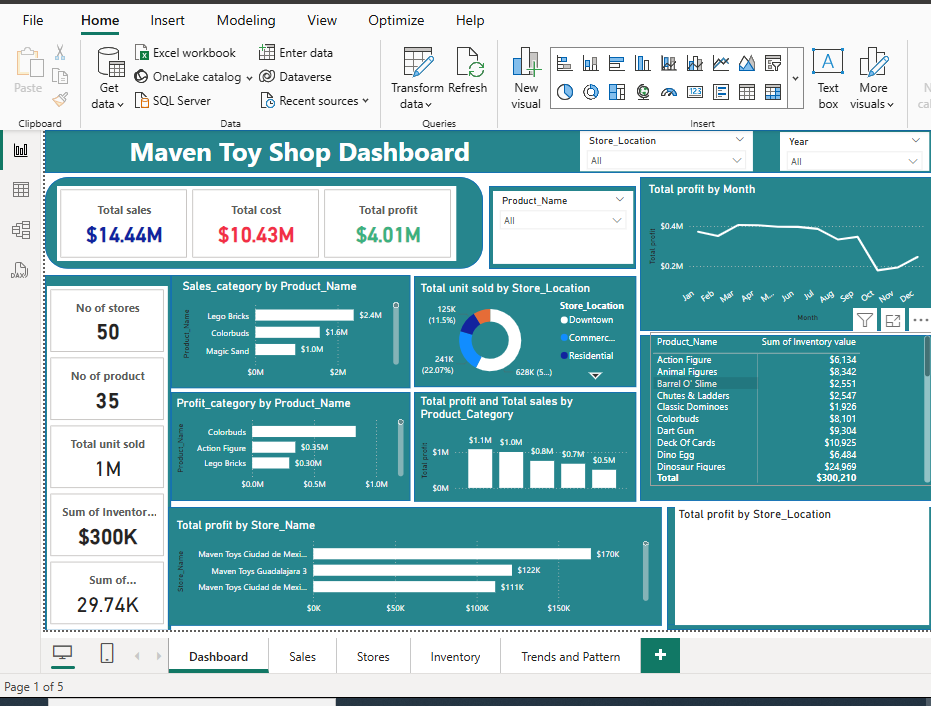 File Home Insert Modeling View Optimize Help
Paste
Clipboard
Get data
Excel workbook
OneLake catalog
SQL Server
Enter data
Dataverse
Recent sources
Data
Transform data
Refresh
Queries
New visual
123
A
Text box
More visuals
Insert
DAX
Maven Toy Shop Dashboard
Store_Location
All
Year
All
Total sales
$14.44M
Total cost
$10.43M
Total profit
$4.01M
Product_Name
All
Total profit by Month
Total profit
$0.4M
$0.2M
Jan Feb Mar Apr M... Jun Jul Aug Sep Oct Nov Dec
Month
No of stores
50
No of product
35
Total unit sold
1M
Sum of Inventor...
$300K
Sum of...
29.74K
Sales_category by Product_Name
Product_Name
Lego Bricks $2.4M
Colorbuds $1.6M
Magic Sand $1.0M
$0M $2M
Total unit sold by Store_Location
125K
(11.5%)
241K
(22.07%)
628K (5...)
Store_Location
Downtown
Commerc...
Residential
Product_Name Sum of Inventory value
Action Figure $6,134
Animal Figures $8,342
Barrel O' Slime $2,551
Chutes & Ladders $2,547
Classic Dominoes $1,926
Colorbuds $8,101
Dart Gun $9,304
Deck Of Cards $10,925
Dino Egg $6,484
Dinosaur Figures $24,969
Total $300,210
Profit_category by Product_Name
Product_Name
Colorbuds
Action Figure $0.35M
Lego Bricks $0.30M
$0.0M $0.5M $1.0M
Total profit and Total sales by
Product_Category
Total profit
$1M
$0M
$1.1M $1.0M $0.8M $0.7M $0.5M
Total profit by Store_Name
Store_Name
Maven Toys Ciudad de Mexi... $170K
Maven Toys Guadalajara 3 $122K
Maven Toys Ciudad de Mexi... $111K
$0K $50K $100K $150K
Total profit by Store_Location
Dashboard Sales Stores Inventory Trends and Pattern +
Page 1 of 5